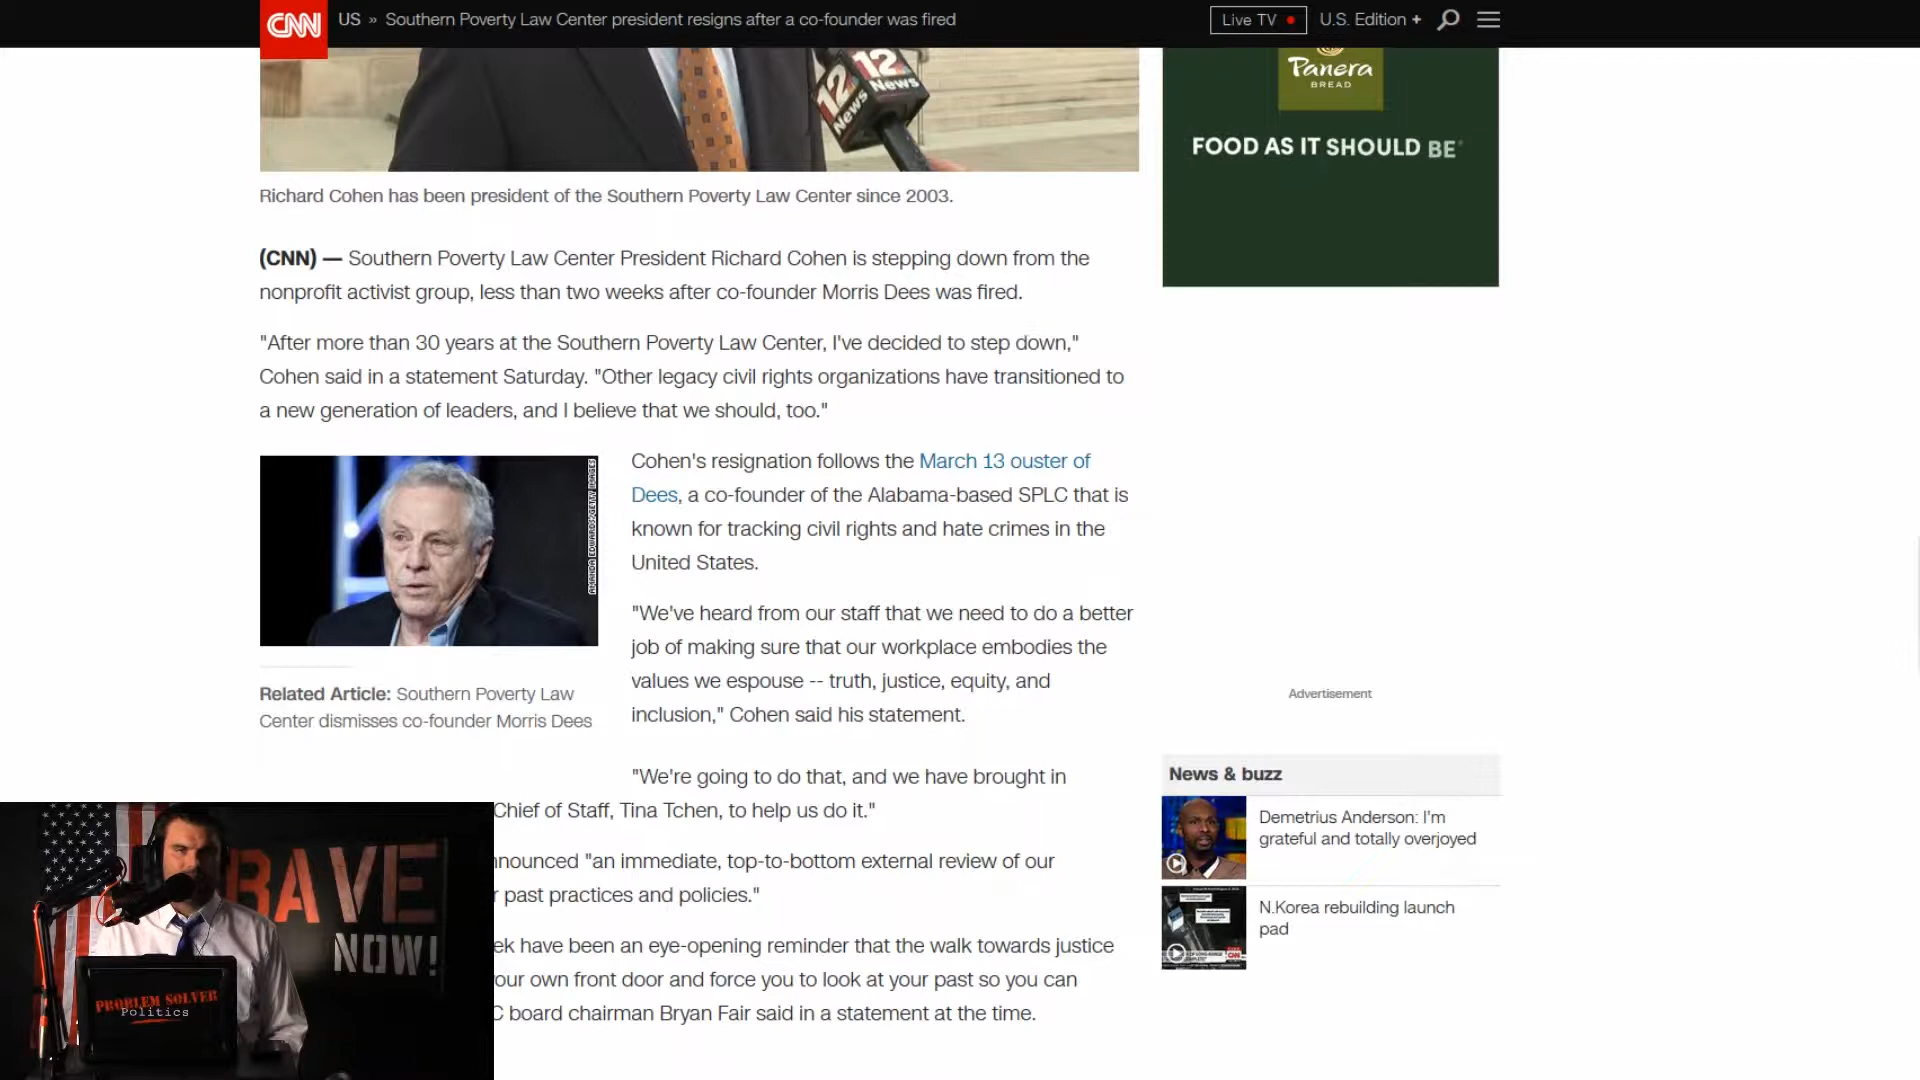 CNN
US » Southern Poverty Law Center president resigns after a co-founder was fired
Live TV
U.S. Edition +
12
12
News
News
Panera
BREAD
FOOD AS IT SHOULD BE
Richard Cohen has been president of the Southern Poverty Law Center since 2003.
(CNN) — Southern Poverty Law Center President Richard Cohen is stepping down from the
nonprofit activist group, less than two weeks after co-founder Morris Dees was fired.
"After more than 30 years at the Southern Poverty Law Center, I've decided to step down,"
Cohen said in a statement Saturday. "Other legacy civil rights organizations have transitioned to
a new generation of leaders, and I believe that we should, too."
AMANDA EDWARDS/GETTY IMAGES
Related Article: Southern Poverty Law
Center dismisses co-founder Morris Dees
Cohen's resignation follows the March 13 ouster of
Dees, a co-founder of the Alabama-based SPLC that is
known for tracking civil rights and hate crimes in the
United States.
"We've heard from our staff that we need to do a better
job of making sure that our workplace embodies the
values we espouse -- truth, justice, equity, and
inclusion," Cohen said his statement.
"We're going to do that, and we have brought in
Chief of Staff, Tina Tchen, to help us do it."
nnounced "an immediate, top-to-bottom external review of our
r past practices and policies."
ek have been an eye-opening reminder that the walk towards justice
our own front door and force you to look at your past so you can
C board chairman Bryan Fair said in a statement at the time.
Advertisement
News & buzz
Demetrius Anderson: I'm
grateful and totally overjoyed
N.Korea rebuilding launch
pad
NOW!
PROBLEM SOLVER
Politics